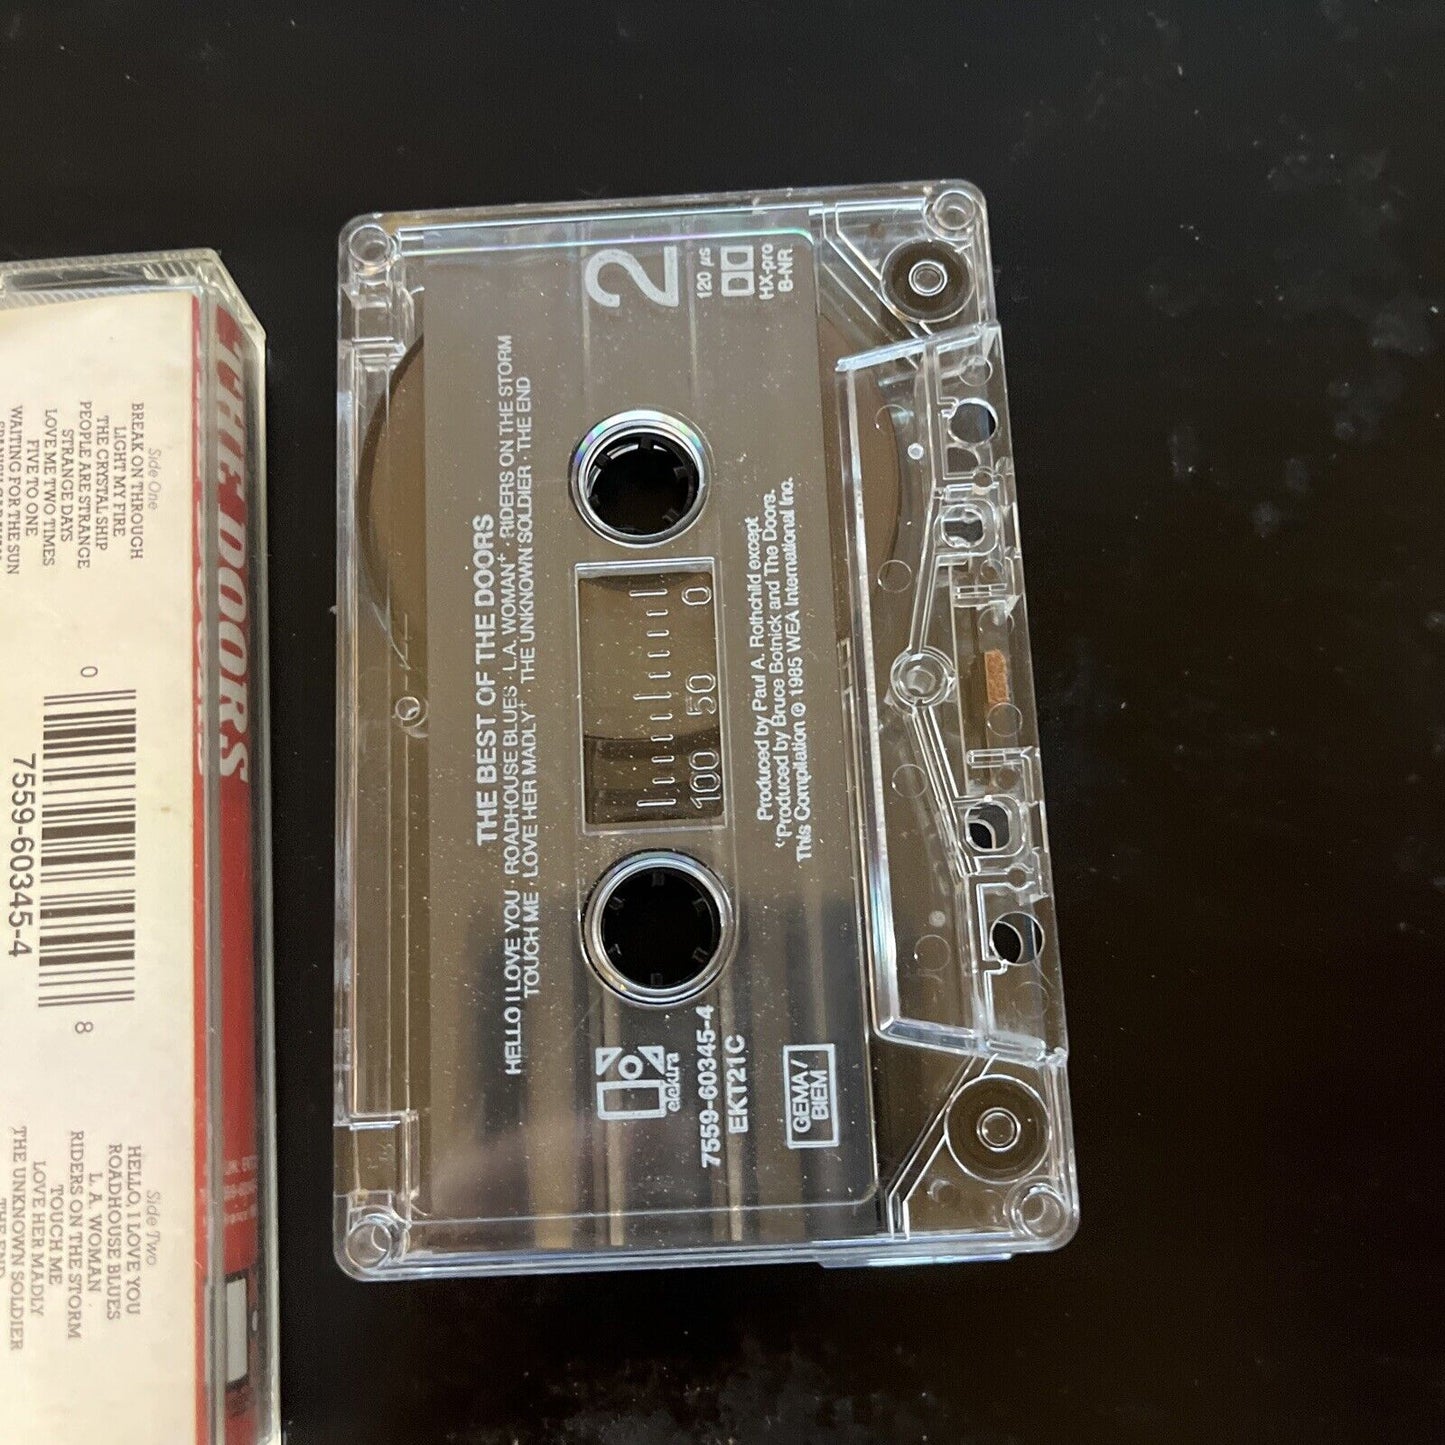 THE DOORS
Side One
BREAK ON THROUGH
LIGHT MY FIRE
THE CRYSTAL SHIP
PEOPLE ARE STRANGE
STRANGE DAYS
LOVE ME TWO TIMES
FIVE TO ONE
WAITING FOR THE SUN
0
7559-60345-4
8
Side Two
HELLO, I LOVE YOU
ROADHOUSE BLUES
L. A. WOMAN
RIDERS ON THE STORM
TOUCH ME
LOVE HER MADLY
THE UNKNOWN SOLDIER
THE END
2
120 µs
HX-pro
B-NR
THE BEST OF THE DOORS
HELLO I LOVE YOU · ROADHOUSE BLUES · L.A. WOMAN⁺ · RIDERS ON THE STORM
TOUCH ME · LOVE HER MADLY⁺ · THE UNKNOWN SOLDIER · THE END
100 50 0
elektra
7559-60345-4
EKT21C
Produced by Paul A. Rothchild except
⁺Produced by Bruce Botnick and The Doors.
This Compilation ℗ 1985 WEA International Inc.
GEMA/
BIEM